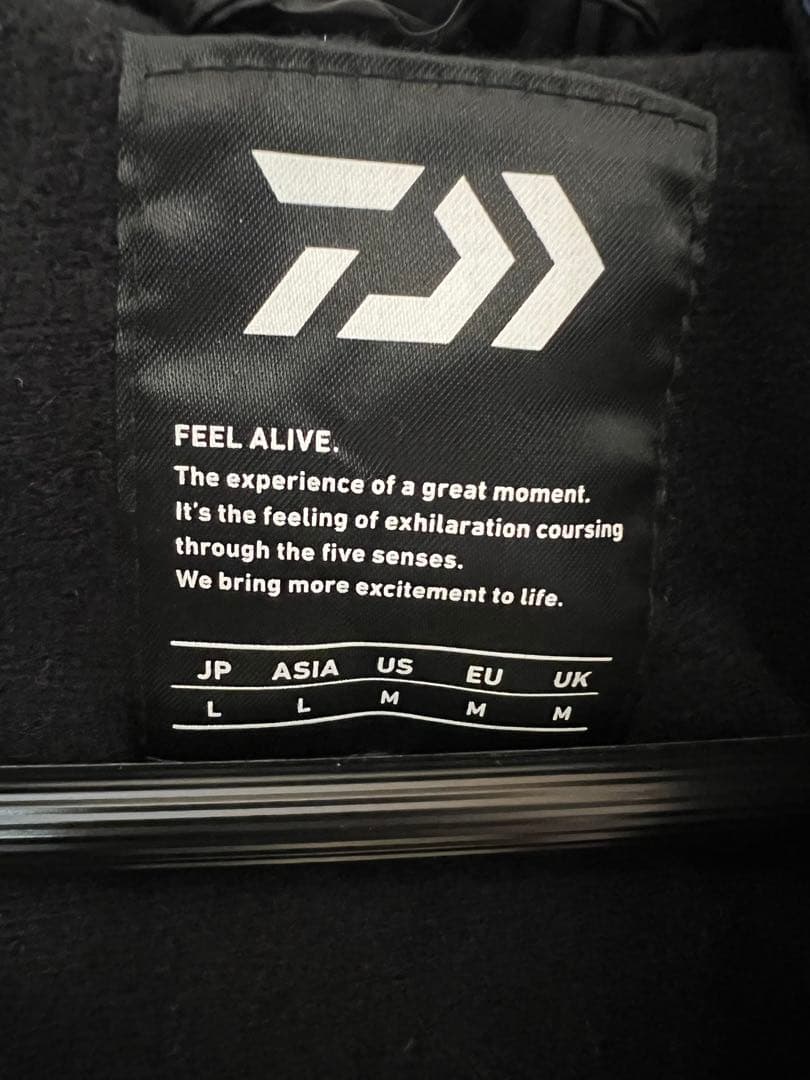 FEEL ALIVE.
The experience of a great moment.
It's the feeling of exhilaration coursing
through the five senses.
We bring more excitement to life.
JP ASIA US EU UK
L L M M M